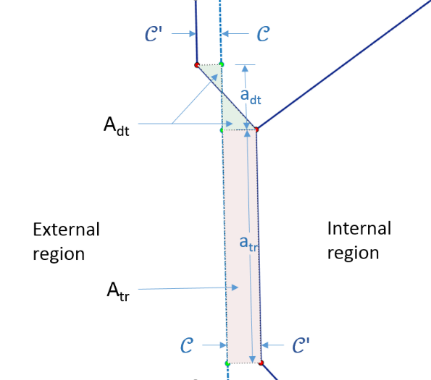 𝒞' 𝒞
a_dt
A_dt
External
region
Internal
region
a_tr
A_tr
𝒞 𝒞'